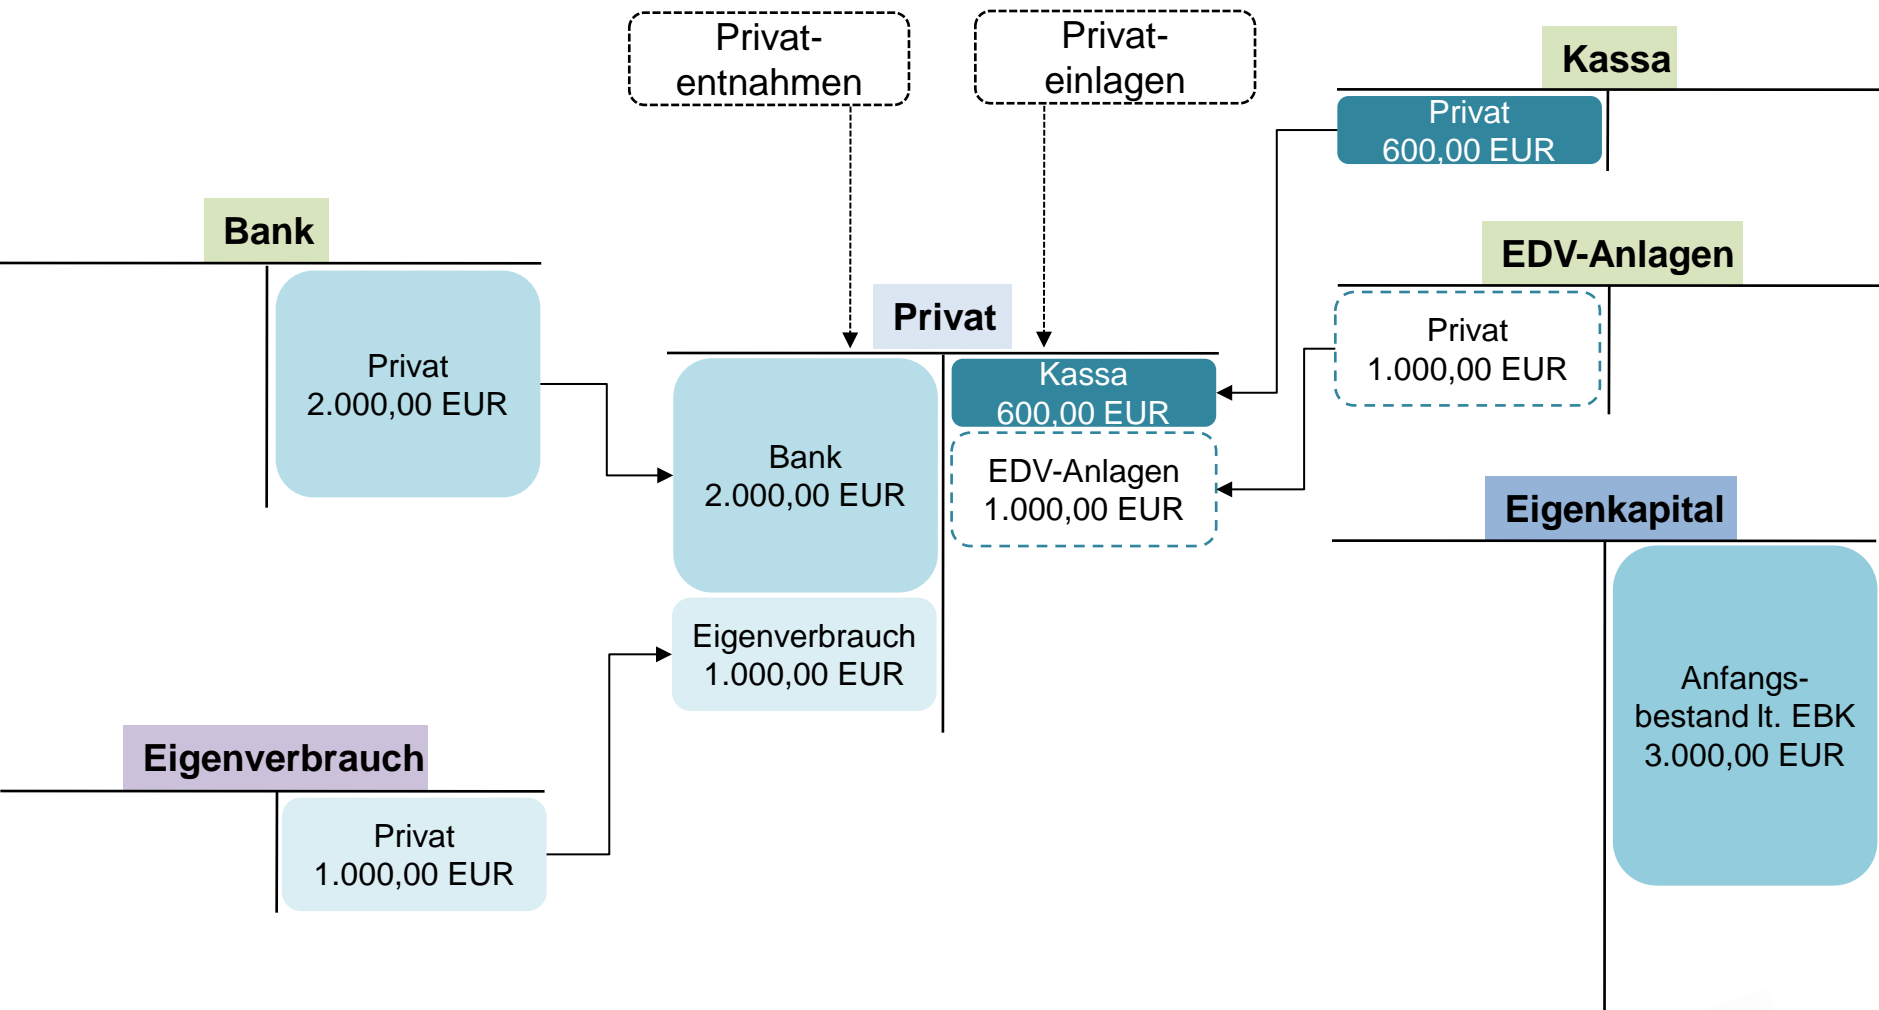 Privat-
entnahmen
Privat-
einlagen
Kassa
Privat
600,00 EUR
Bank
EDV-Anlagen
Privat
2.000,00 EUR
Privat
Privat
1.000,00 EUR
Kassa
600,00 EUR
Bank
2.000,00 EUR
EDV-Anlagen
1.000,00 EUR
Eigenkapital
Eigenverbrauch
1.000,00 EUR
Anfangs-
bestand lt. EBK
3.000,00 EUR
Eigenverbrauch
Privat
1.000,00 EUR